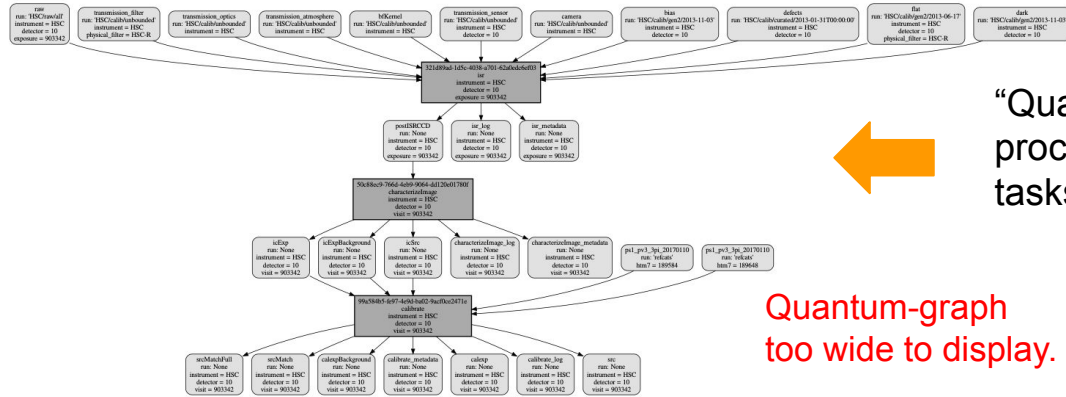 raw
run: 'HSC/raw/all'
instrument = HSC
detector = 10
exposure = 903342
transmission_filter
run: 'HSC/calib/unbounded'
instrument = HSC
physical_filter = HSC-R
transmission_optics
run: 'HSC/calib/unbounded'
instrument = HSC
transmission_atmosphere
run: 'HSC/calib/unbounded'
instrument = HSC
bfKernel
run: 'HSC/calib/unbounded'
instrument = HSC
transmission_sensor
run: 'HSC/calib/unbounded'
instrument = HSC
detector = 10
camera
run: 'HSC/calib/unbounded'
instrument = HSC
bias
run: 'HSC/calib/gen2/2013-11-03'
instrument = HSC
detector = 10
defects
run: 'HSC/calib/curated/2013-01-31T00:00:00'
instrument = HSC
detector = 10
flat
run: 'HSC/calib/gen2/2013-06-17'
instrument = HSC
detector = 10
physical_filter = HSC-R
dark
run: 'HSC/calib/gen2/2013-11-03'
instrument = HSC
detector = 10
isr
instrument = HSC
detector = 10
exposure = 903342
postISRCCD
run: None
instrument = HSC
detector = 10
exposure = 903342
isr_log
run: None
instrument = HSC
detector = 10
exposure = 903342
isr_metadata
run: None
instrument = HSC
detector = 10
exposure = 903342
“Qua
proc
tasks
50c88ec9-766d-4eb9-9064-dd120e01780f
characterizeImage
instrument = HSC
detector = 10
visit = 903342
icExp
run: None
instrument = HSC
detector = 10
visit = 903342
icExpBackground
run: None
instrument = HSC
detector = 10
visit = 903342
icSrc
run: None
instrument = HSC
detector = 10
visit = 903342
characterizeImage_log
run: None
instrument = HSC
detector = 10
visit = 903342
characterizeImage_metadata
run: None
instrument = HSC
detector = 10
visit = 903342
ps1_pv3_3pi_20170110
run: 'refcats'
htm7 = 189584
ps1_pv3_3pi_20170110
run: 'refcats'
htm7 = 189648
calibrate
instrument = HSC
detector = 10
visit = 903342
Quantum-graph
too wide to display.
srcMatchFull
run: None
instrument = HSC
detector = 10
visit = 903342
srcMatch
run: None
instrument = HSC
detector = 10
visit = 903342
calexpBackground
run: None
instrument = HSC
detector = 10
visit = 903342
calibrate_metadata
run: None
instrument = HSC
detector = 10
visit = 903342
calexp
run: None
instrument = HSC
detector = 10
visit = 903342
calibrate_log
run: None
instrument = HSC
detector = 10
visit = 903342
src
run: None
instrument = HSC
detector = 10
visit = 903342